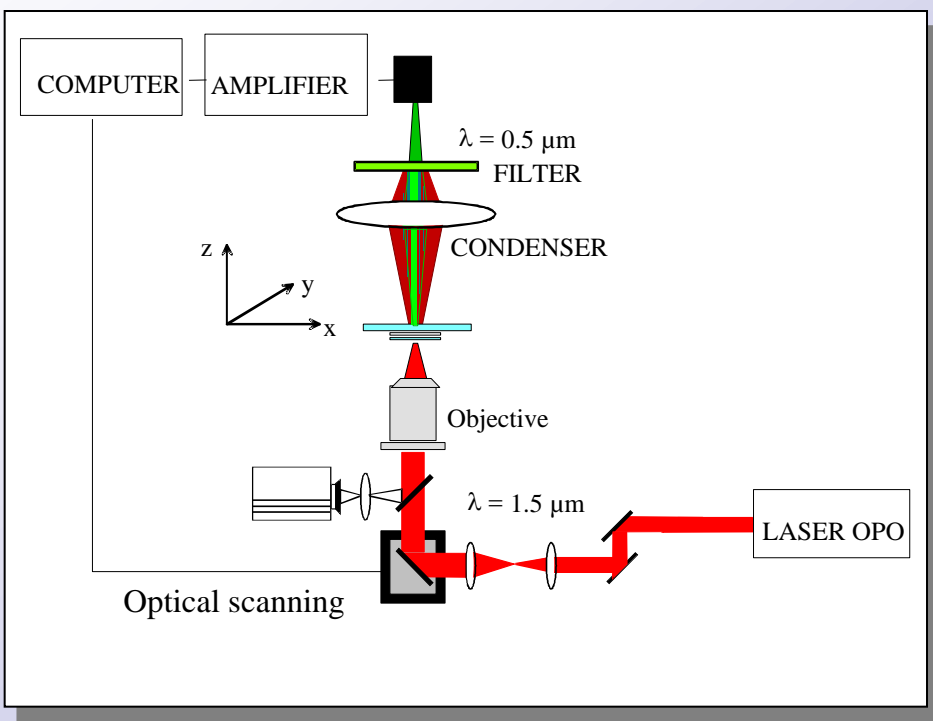 COMPUTER
AMPLIFIER
λ = 0.5 µm
FILTER
CONDENSER
z
y
x
Objective
λ = 1.5 µm
LASER OPO
Optical scanning